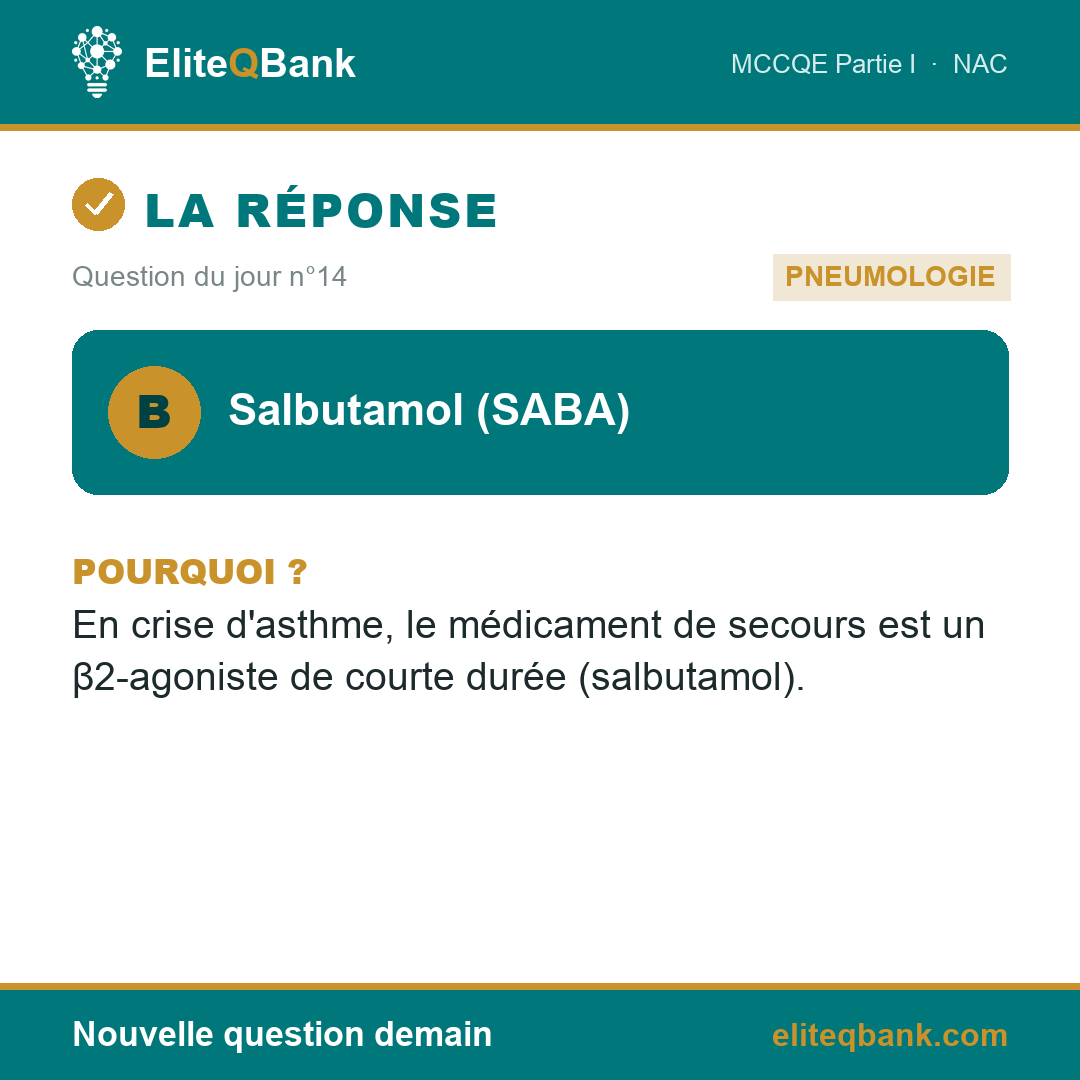 EliteQBank
MCCQE Partie I · NAC
LA RÉPONSE
Question du jour n°14
PNEUMOLOGIE
B
Salbutamol (SABA)
POURQUOI ?
En crise d'asthme, le médicament de secours est un
β2-agoniste de courte durée (salbutamol).
Nouvelle question demain
eliteqbank.com